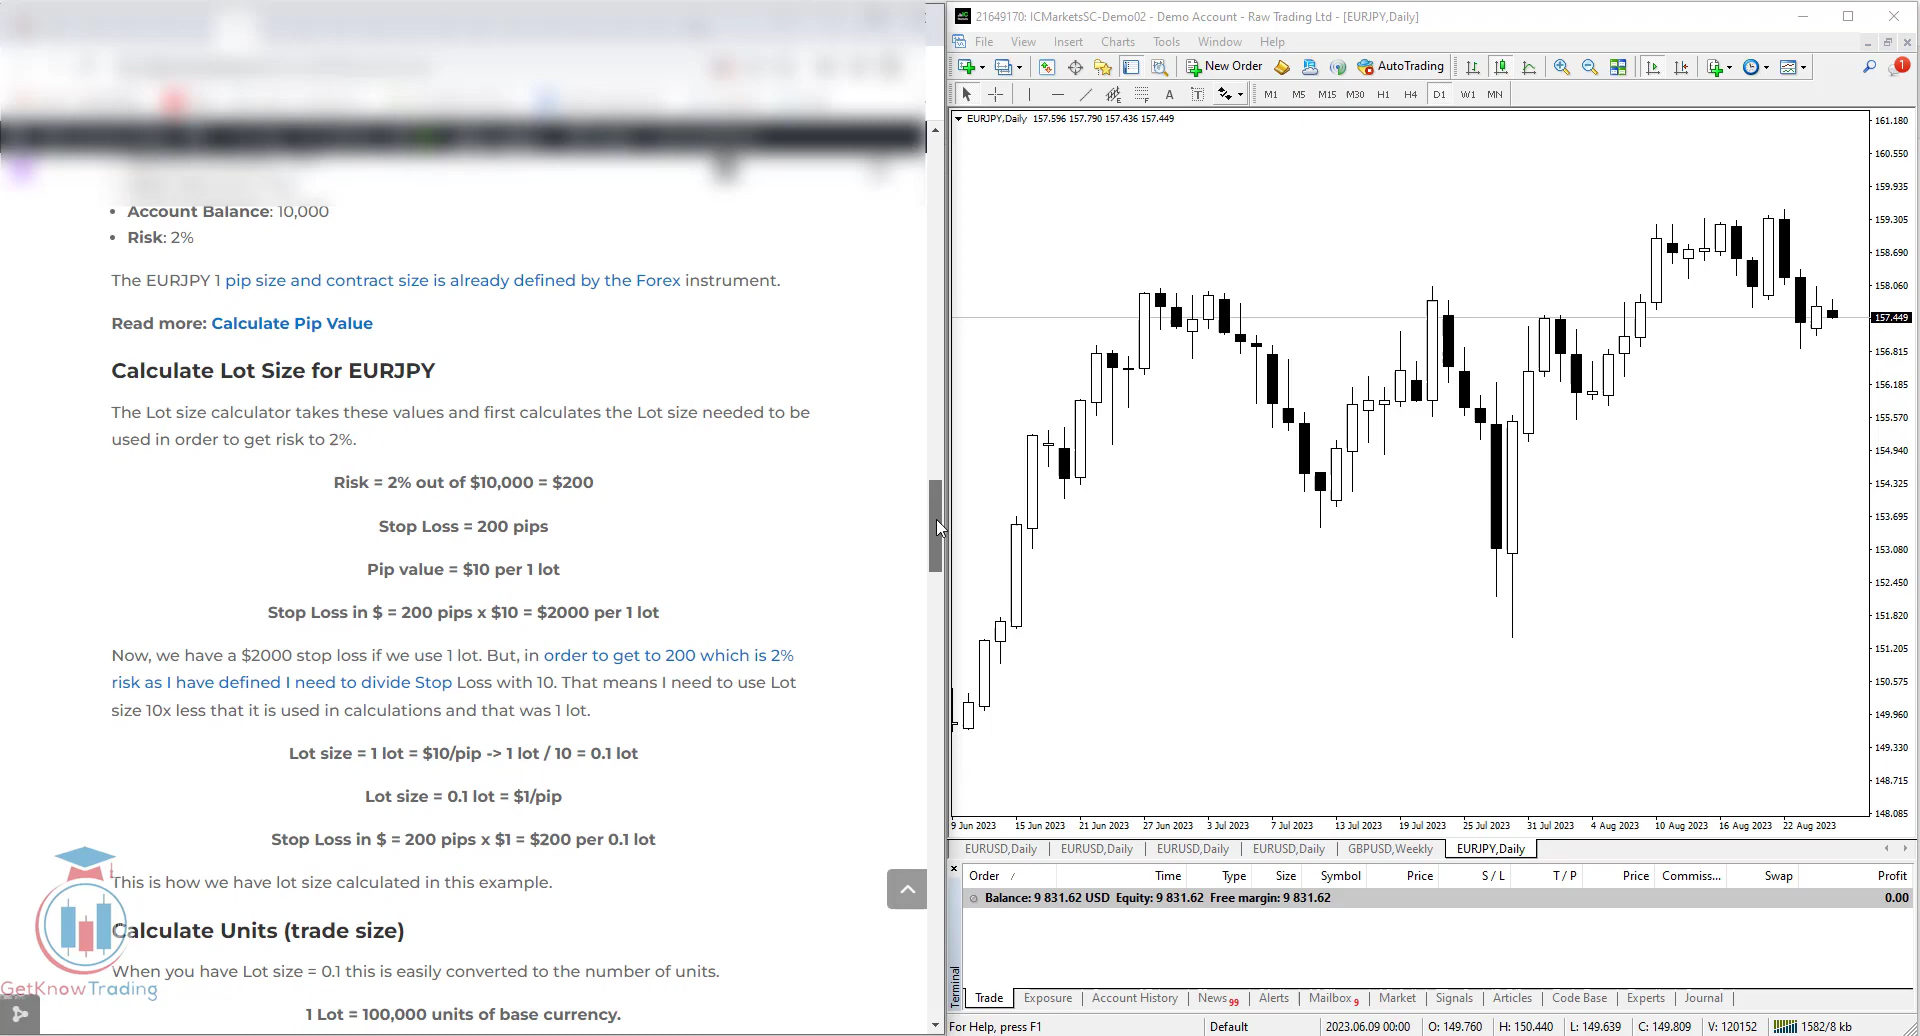 Account Balance: 10,000
Risk: 2%
The EURJPY 1 pip size and contract size is already defined by the Forex instrument.
Read more: Calculate Pip Value
Calculate Lot Size for EURJPY
The Lot size calculator takes these values and first calculates the Lot size needed to be
used in order to get risk to 2%.
Risk = 2% out of $10,000 = $200
Stop Loss = 200 pips
Pip value = $10 per 1 lot
Stop Loss in $ = 200 pips x $10 = $2000 per 1 lot
Now, we have a $2000 stop loss if we use 1 lot. But, in order to get to 200 which is 2%
risk as I have defined I need to divide Stop Loss with 10. That means I need to use Lot
size 10x less that it is used in calculations and that was 1 lot.
Lot size = 1 lot = $10/pip -> 1 lot / 10 = 0.1 lot
Lot size = 0.1 lot = $1/pip
Stop Loss in $ = 200 pips x $1 = $200 per 0.1 lot
This is how we have lot size calculated in this example.
Calculate Units (trade size)
When you have Lot size = 0.1 this is easily converted to the number of units.
GetKnowTrading
1 Lot = 100,000 units of base currency.
21649170: ICMarketsSC-Demo02 - Demo Account - Raw Trading Ltd - [EURJPY,Daily]
File View Insert Charts Tools Window Help
New Order AutoTrading 1
A T M1 M5 M15 M30 H1 H4 D1 W1 MN
EURJPY,Daily 157.596 157.790 157.436 157.449
161.180
160.550
159.935
159.305
158.690
158.060
157.449
156.815
156.185
155.570
154.940
154.325
153.695
153.080
152.450
151.820
151.205
150.575
149.960
149.330
148.715
148.085
9 Jun 2023 15 Jun 2023 21 Jun 2023 27 Jun 2023 3 Jul 2023 7 Jul 2023 13 Jul 2023 19 Jul 2023 25 Jul 2023 31 Jul 2023 4 Aug 2023 10 Aug 2023 16 Aug 2023 22 Aug 2023
EURUSD,Daily EURUSD,Daily EURUSD,Daily EURUSD,Daily GBPUSD,Weekly EURJPY,Daily
Order / Time Type Size Symbol Price S / L T / P Price Commiss... Swap Profit
Balance: 9 831.62 USD Equity: 9 831.62 Free margin: 9 831.62 0.00
Terminal
Trade Exposure Account History News 99 Alerts Mailbox 9 Market Signals Articles Code Base Experts Journal
For Help, press F1 Default 2023.06.09 00:00 O: 149.760 H: 150.440 L: 149.639 C: 149.809 V: 120152 1582/8 kb